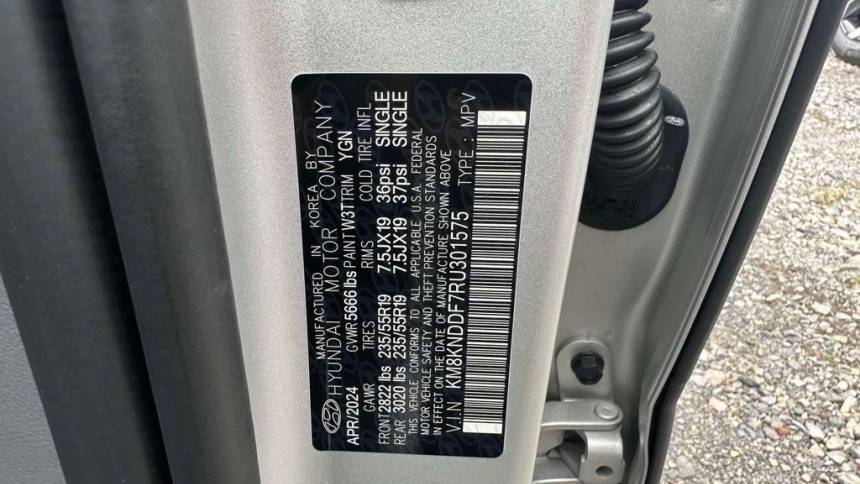 MANUFACTURED IN KOREA BY
HYUNDAI MOTOR COMPANY
APR/2024 GVWR 5666 lbs PAINT W3T TRIM YGN
GAWR TIRES RIMS COLD TIRE INFL
FRONT 2822 lbs 235/55R19 7.5JX19 36psi SINGLE
REAR 3020 lbs 235/55R19 7.5JX19 37psi SINGLE
THIS VEHICLE CONFORMS TO ALL APPLICABLE U.S.A. FEDERAL
MOTOR VEHICLE SAFETY AND THEFT PREVENTION STANDARDS
IN EFFECT ON THE DATE OF MANUFACTURE SHOWN ABOVE
V.I.N KM8KNDDF7RU301575 TYPE : MPV